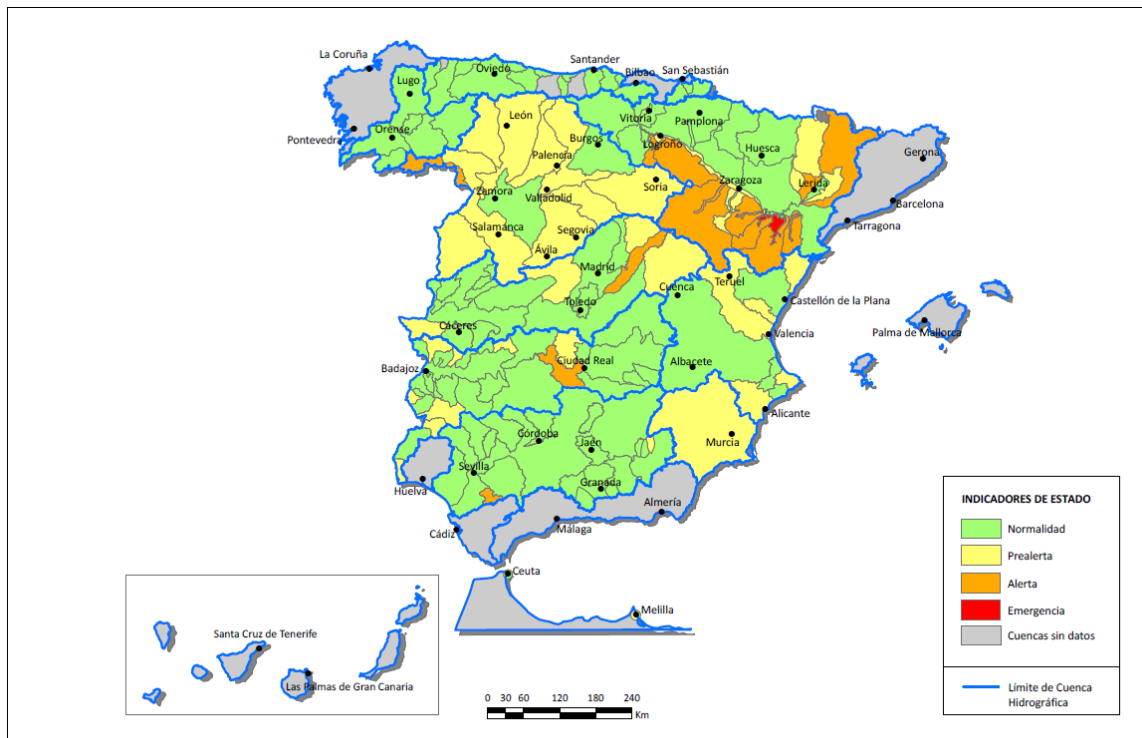 La Coruña
Lugo
Oviedo
Santander
Bilbao
San Sebastián
Pontevedra
Orense
León
Burgos
Vitoria
Pamplona
Logroño
Huesca
Gerona
Palencia
Zamora
Valladolid
Soria
Zaragoza
Lerida
Barcelona
Tarragona
Salamanca
Segovia
Ávila
Madrid
Teruel
Cuenca
Castellón de la Plana
Toledo
Cáceres
Valencia
Palma de Mallorca
Badajoz
Ciudad Real
Albacete
Alicante
Córdoba
Jaén
Murcia
Sevilla
Huelva
Granada
Almería
Cádiz
Málaga
Ceuta
Melilla
Santa Cruz de Tenerife
Las Palmas de Gran Canaria
0 30 60 120 180 240
Km
INDICADORES DE ESTADO
Normalidad
Prealerta
Alerta
Emergencia
Cuencas sin datos
Límite de Cuenca
Hidrográfica